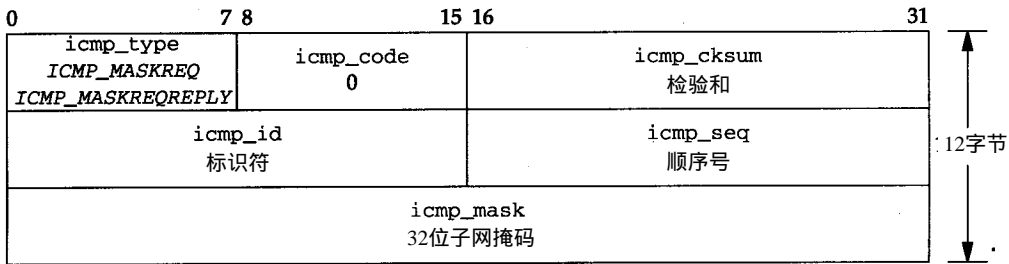 0 7 8 15 16 31
icmp_type
ICMP_MASKREQ
ICMP_MASKREQREPLY
icmp_code
0
icmp_cksum
检验和
icmp_id
标识符
icmp_seq
顺序号
12字节
icmp_mask
32位子网掩码